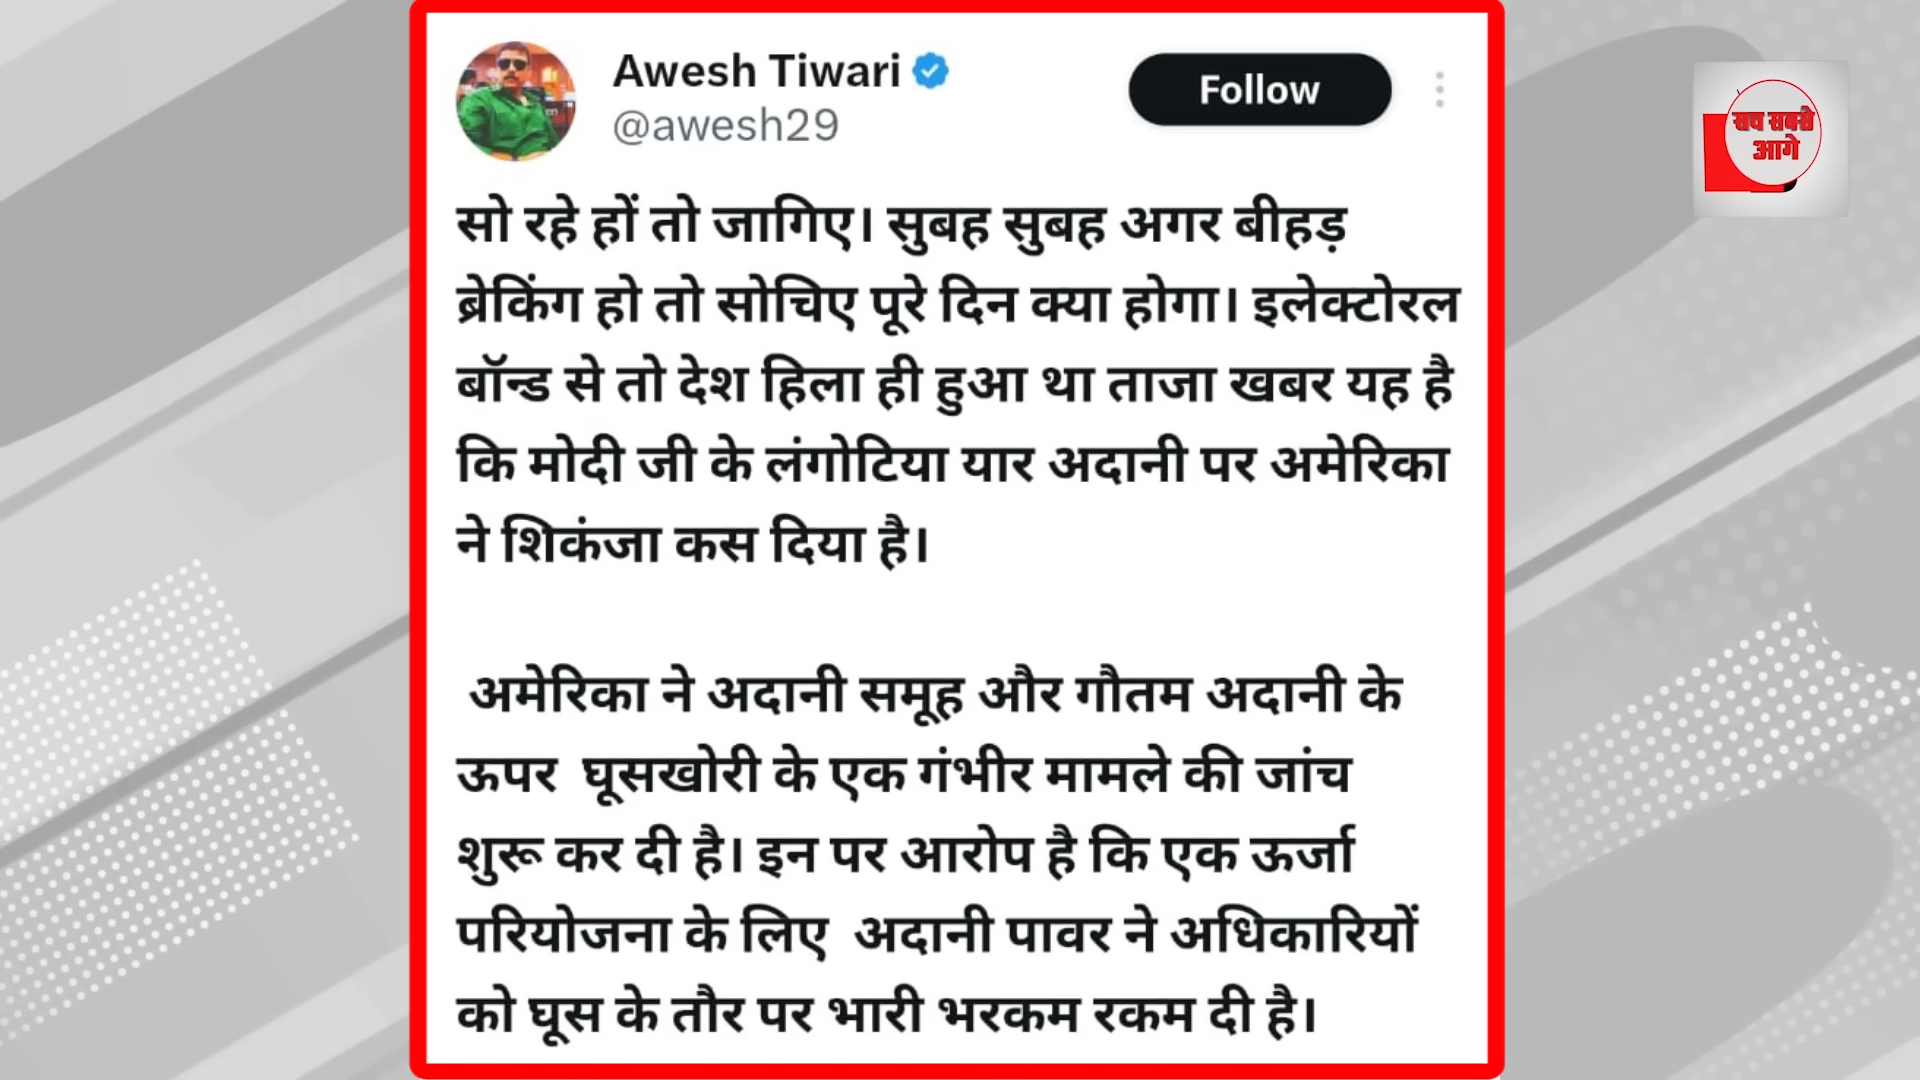 Awesh Tiwari
@awesh29
Follow
सच सबसे
आगे
सो रहे हों तो जागिए। सुबह सुबह अगर बीहड़
ब्रेकिंग हो तो सोचिए पूरे दिन क्या होगा। इलेक्टोरल
बॉन्ड से तो देश हिला ही हुआ था ताजा खबर यह है
कि मोदी जी के लंगोटिया यार अदानी पर अमेरिका
ने शिकंजा कस दिया है।
अमेरिका ने अदानी समूह और गौतम अदानी के
ऊपर घूसखोरी के एक गंभीर मामले की जांच
शुरू कर दी है। इन पर आरोप है कि एक ऊर्जा
परियोजना के लिए अदानी पावर ने अधिकारियों
को घूस के तौर पर भारी भरकम रकम दी है।